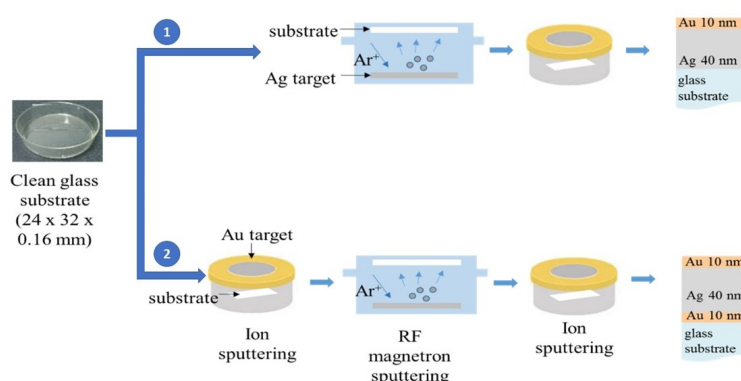 1
substrate
Ar+
Ag target
Au 10 nm
Ag 40 nm
glass
substrate
Clean glass
substrate
(24 x 32 x
0.16 mm)
2
Au target
substrate
Ion
sputtering
Ar+
RF
magnetron
sputtering
Ion
sputtering
Au 10 nm
Ag 40 nm
Au 10 nm
glass
substrate